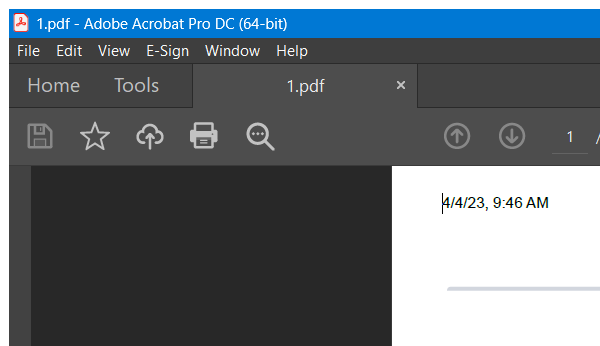 1.pdf - Adobe Acrobat Pro DC (64-bit)
File Edit View E-Sign Window Help
Home Tools 1.pdf ×
1 /
4/4/23, 9:46 AM